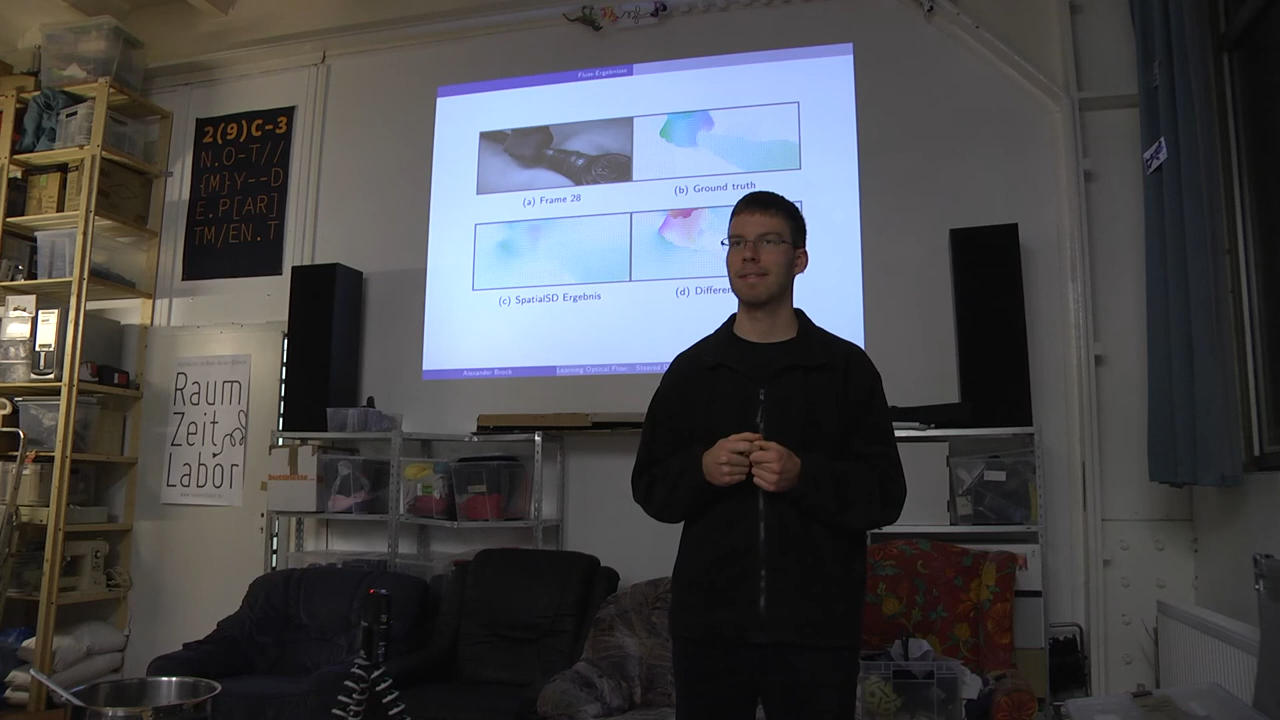 2(9)C-3
N.O-T//
{M}Y--D
E.P[AR]
TM/EN.T
Fluss Ergebnisse
(a) Frame 28
(b) Ground truth
(c) SpatialSD Ergebnis
(d) Differen
Alexander Brock
Learning Optical Flow: Steered D
Raum
Zeit
Labor